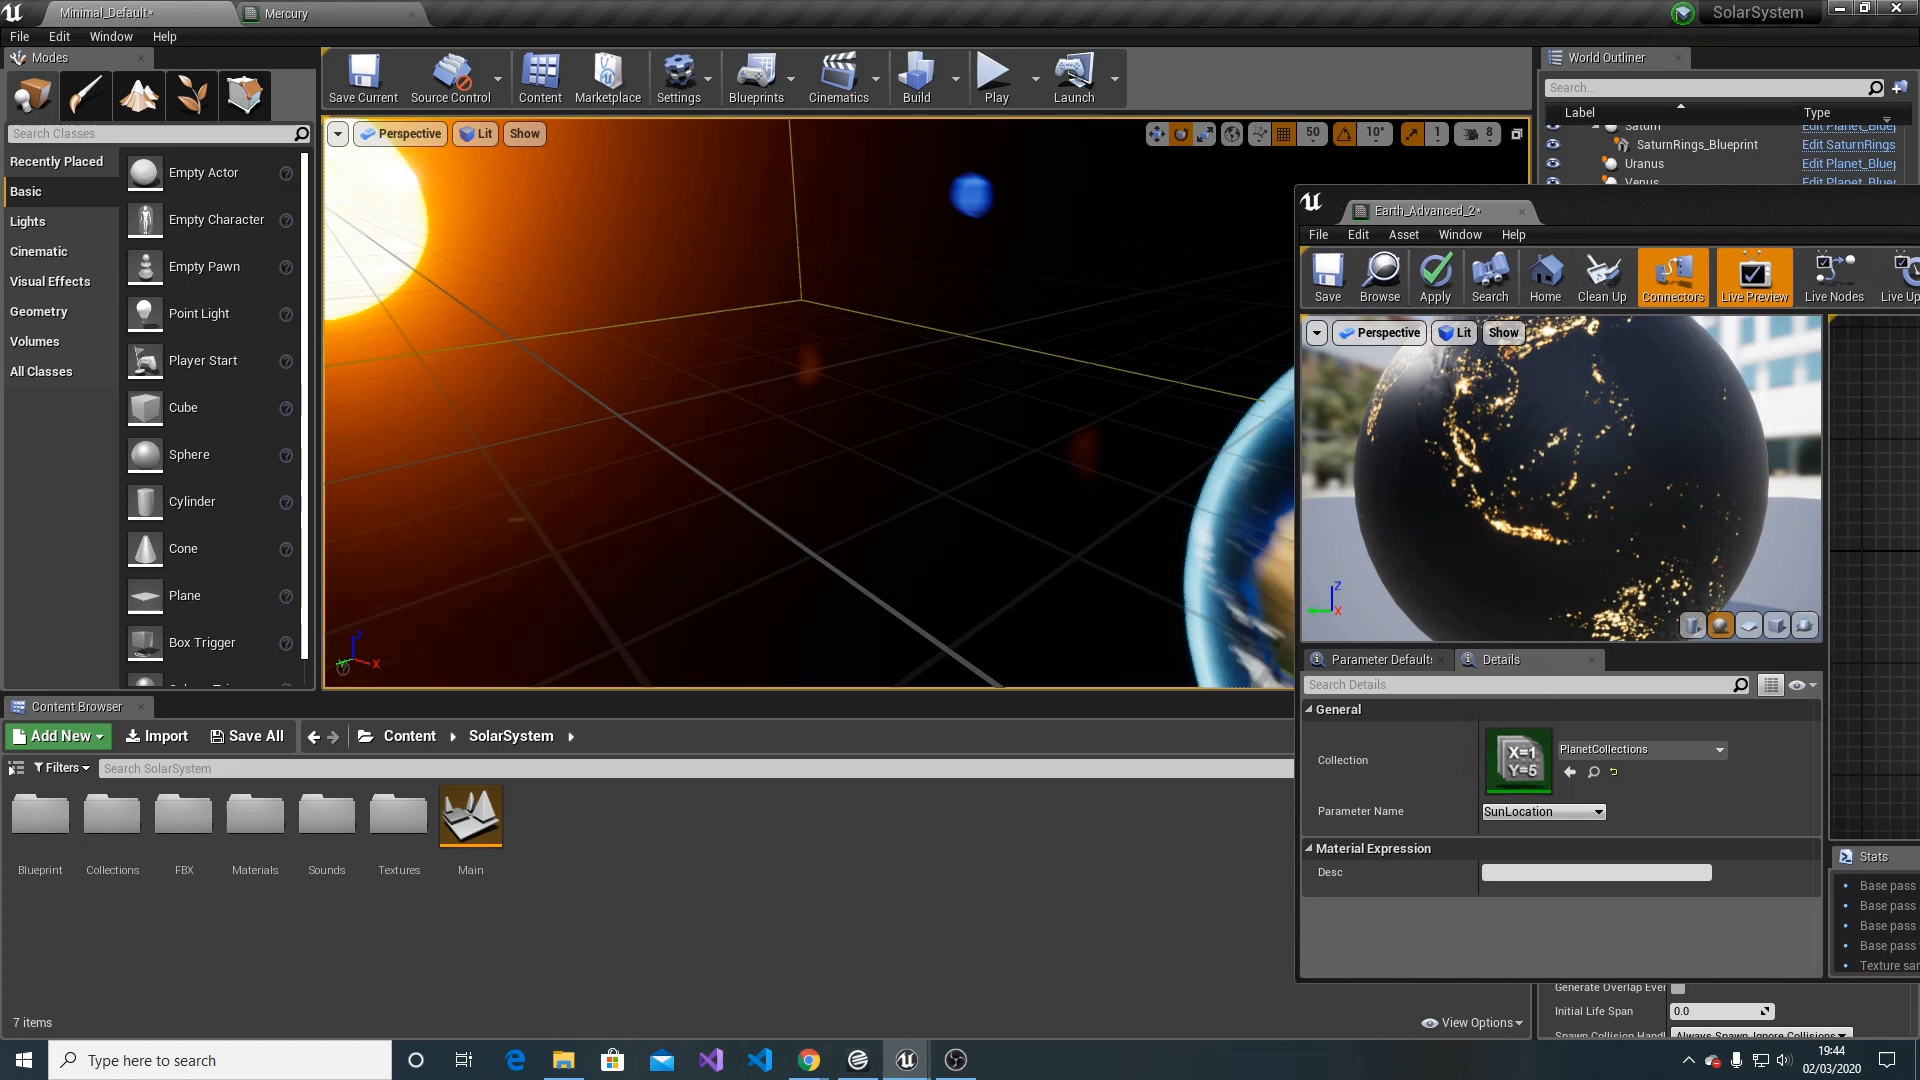 Minimal_Default*
Mercury
SolarSystem
File Edit Window Help
Modes
Search Classes
Recently Placed
Basic
Lights
Cinematic
Visual Effects
Geometry
Volumes
All Classes
Empty Actor
Empty Character
Empty Pawn
Point Light
Player Start
Cube
Sphere
Cylinder
Cone
Plane
Box Trigger
Save Current Source Control Content Marketplace Settings Blueprints Cinematics Build Play Launch
Perspective Lit Show
50 10° 1 8
X
World Outliner
Search...
Label Type
Saturn Edit Planet_Bluep
SaturnRings_Blueprint Edit SaturnRings
Uranus Edit Planet_Bluep
Venus Edit Planet_Bluep
Earth_Advanced_2*
File Edit Asset Window Help
Save Browse Apply Search Home Clean Up Connectors Live Preview Live Nodes Live Up
Perspective Lit Show
Z
X
Parameter Default
Details
Search Details
General
Collection
X=1
Y=5
PlanetCollections
Parameter Name SunLocation
Material Expression
Desc
Stats
Base pass
Base pass
Base pass
Base pass
Texture sam
Generate Overlap Ever
Initial Life Span 0.0
Spawn Collision Handl Always Spawn, Ignore Collisions
Content Browser
Add New Import Save All Content SolarSystem
Filters Search SolarSystem
Blueprint Collections FBX Materials Sounds Textures Main
7 items
View Options
Type here to search
19:44
02/03/2020